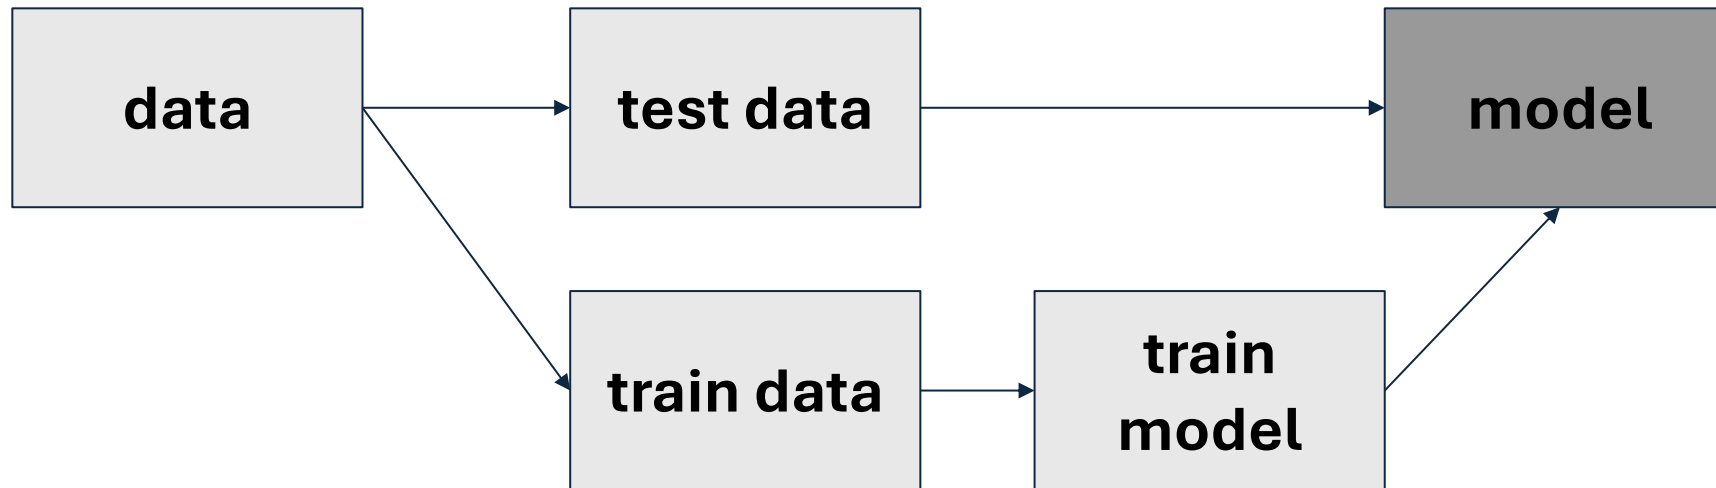 data
test data
model
train data
train
model